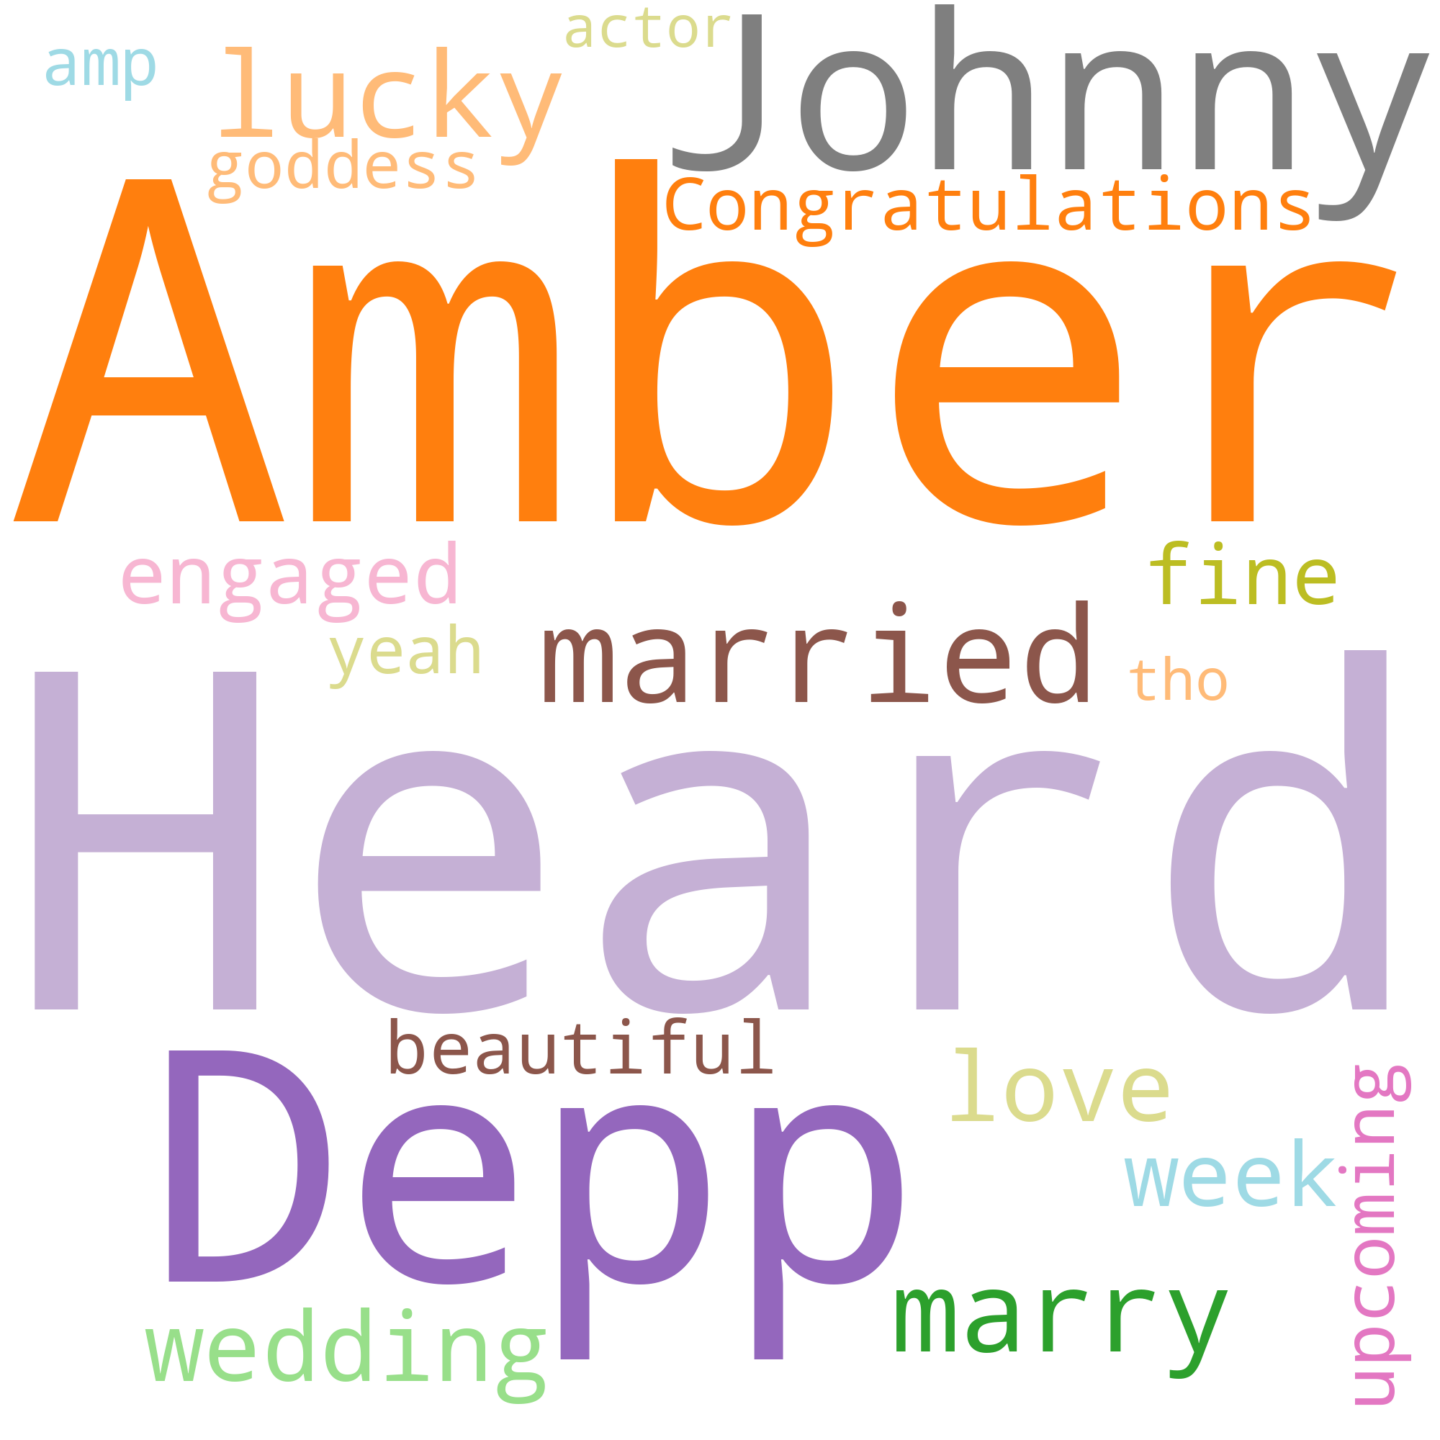 actor
Johnny
amp
lucky
goddess
Congratulations
Amber
engaged
fine
married
yeah
tho
Heard
beautiful
love
Depp
week
upcoming
marry
wedding